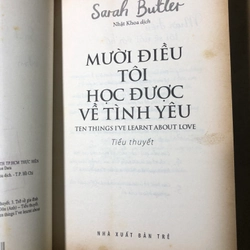 Sarah Butler
Nhật Khoa dịch
MƯỜI ĐIỀU
TÔI
HỌC ĐƯỢC
VỀ TÌNH YÊU
TEN THINGS I'VE LEARNT ABOUT LOVE
Tiểu thuyết
NHÀ XUẤT BẢN TRẺ